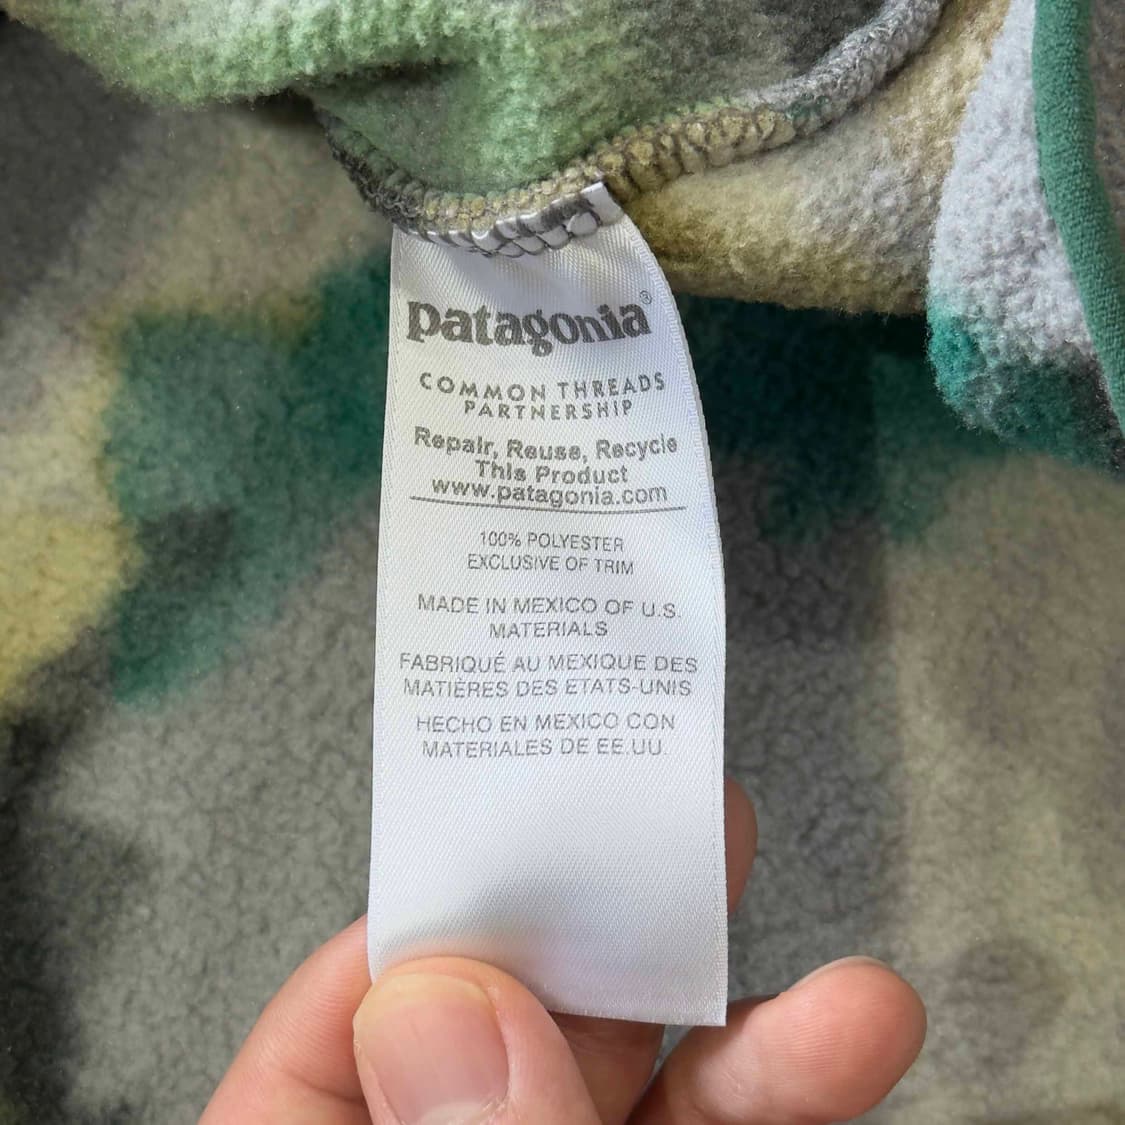 patagonia®
COMMON THREADS
PARTNERSHIP
Repair, Reuse, Recycle
This Product
www.patagonia.com
100% POLYESTER
EXCLUSIVE OF TRIM
MADE IN MEXICO OF U.S.
MATERIALS
FABRIQUÉ AU MEXIQUE DES
MATIÈRES DES ETATS-UNIS
HECHO EN MEXICO CON
MATERIALES DE EE.UU.